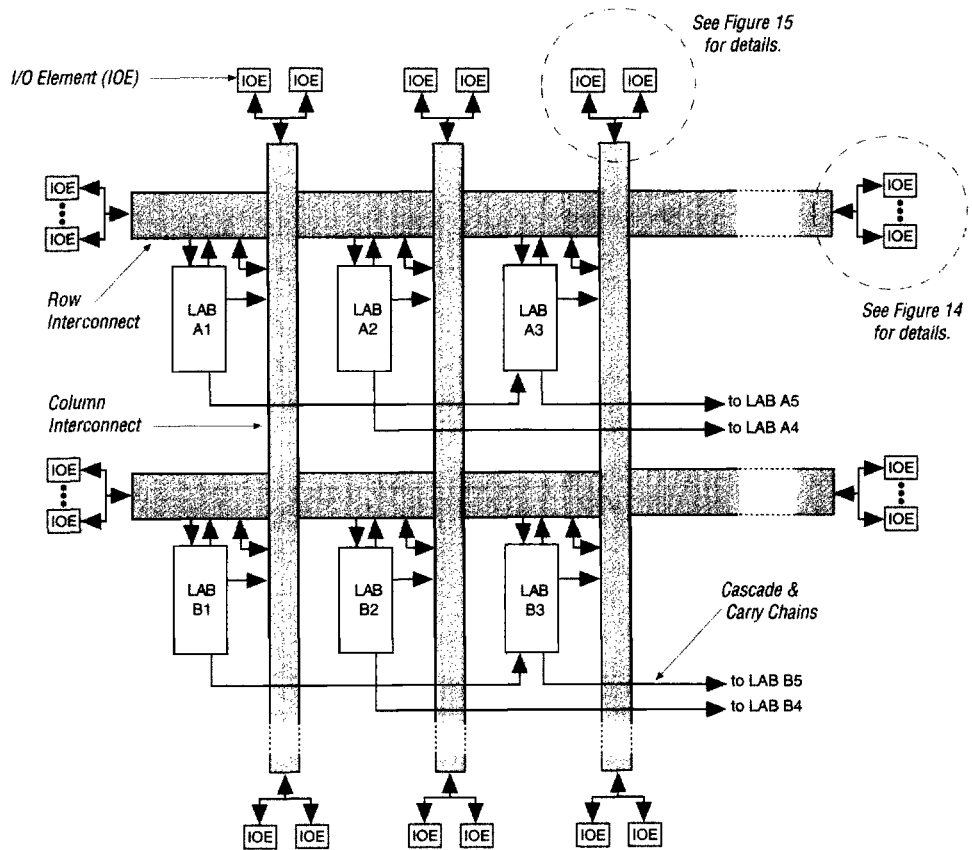 See Figure 15
for details.
I/O Element (IOE)
IOE
IOE
IOE
IOE
IOE
IOE
IOE
IOE
IOE
IOE
Row
Interconnect
LAB
A1
LAB
A2
LAB
A3
See Figure 14
for details.
Column
Interconnect
to LAB A5
to LAB A4
IOE
IOE
IOE
IOE
LAB
B1
LAB
B2
LAB
B3
Cascade &
Carry Chains
to LAB B5
to LAB B4
IOE
IOE
IOE
IOE
IOE
IOE